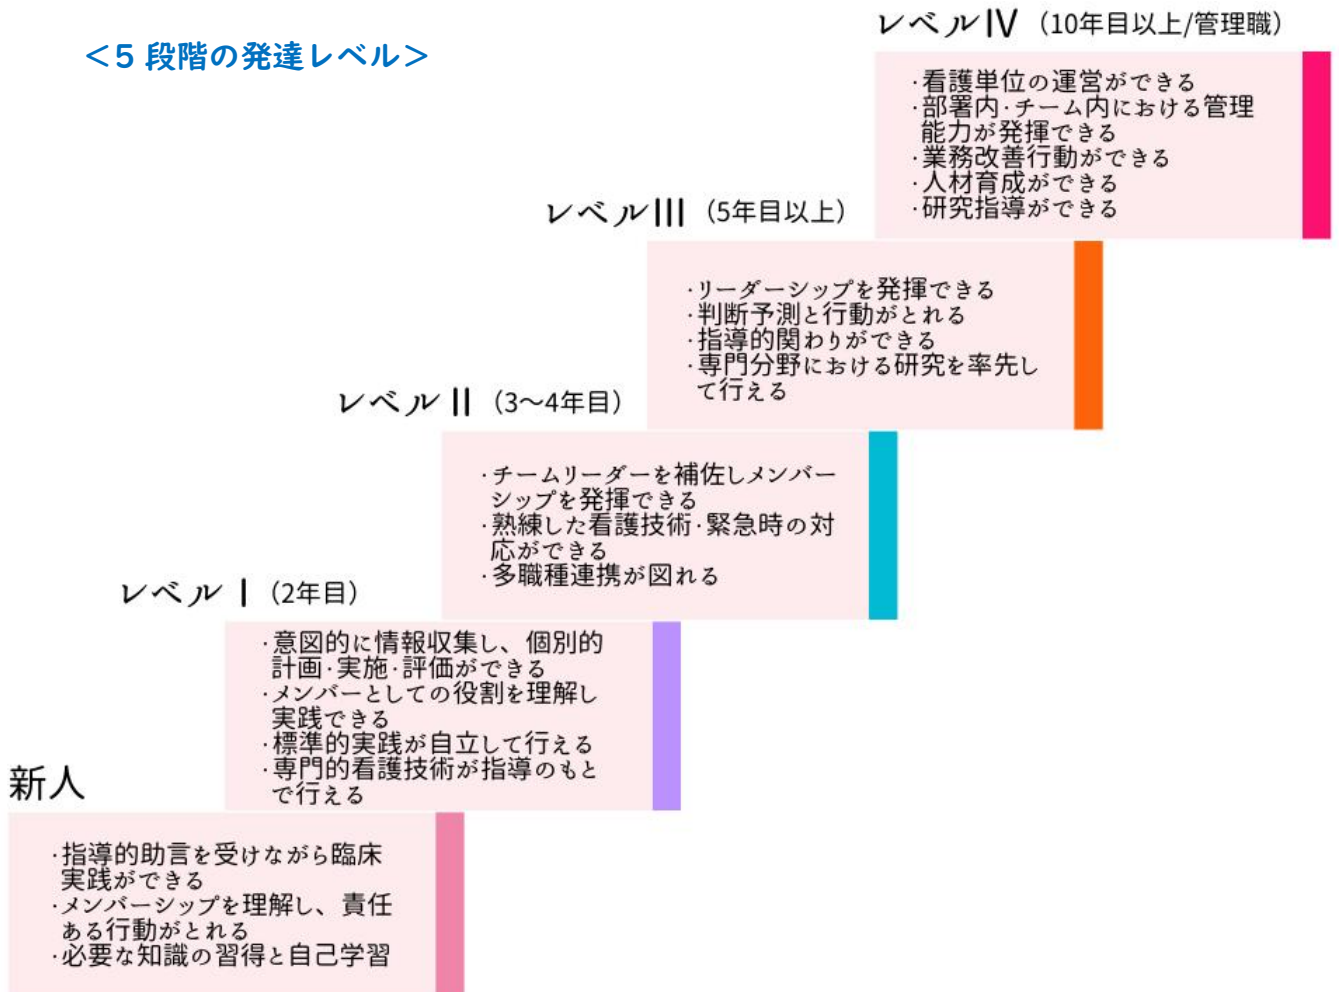 <5 段階の発達レベル>
レベルⅣ（10年目以上/管理職）
·看護単位の運営ができる
·部署内·チーム内における管理
能力が発揮できる
·業務改善行動ができる
·人材育成ができる
·研究指導ができる
レベルⅢ（5年目以上）
·リーダーシップを発揮できる
·判断予測と行動がとれる
·指導的関わりができる
·専門分野における研究を率先し
て行える
レベルⅡ（3～4年目）
·チームリーダーを補佐しメンバー
シップを発揮できる
·熟練した看護技術·緊急時の対
応ができる
·多職種連携が図れる
レベルⅠ（2年目）
·意図的に情報収集し、個別的
計画·実施·評価ができる
·メンバーとしての役割を理解し
実践できる
·標準的実践が自立して行える
·専門的看護技術が指導のもと
で行える
新人
·指導的助言を受けながら臨床
実践ができる
·メンバーシップを理解し、責任
ある行動がとれる
·必要な知識の習得と自己学習